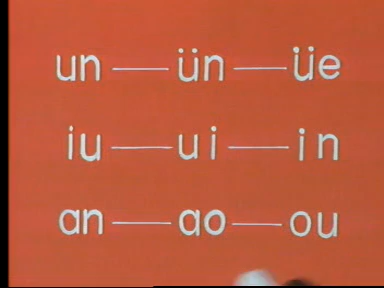 un — ün — üe
iu — ui — in
an — ao — ou